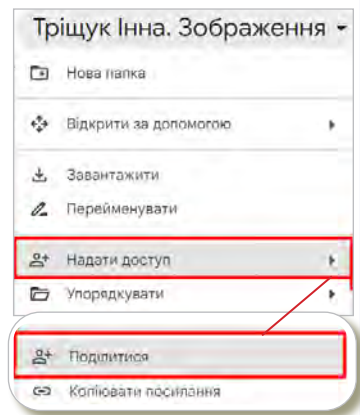 Тріщук Інна. Зображення
Нова папка
Відкрити за допомогою
Завантажити
Перейменувати
Надати доступ
Упорядкувати
Поділитися
Копіювати посилання